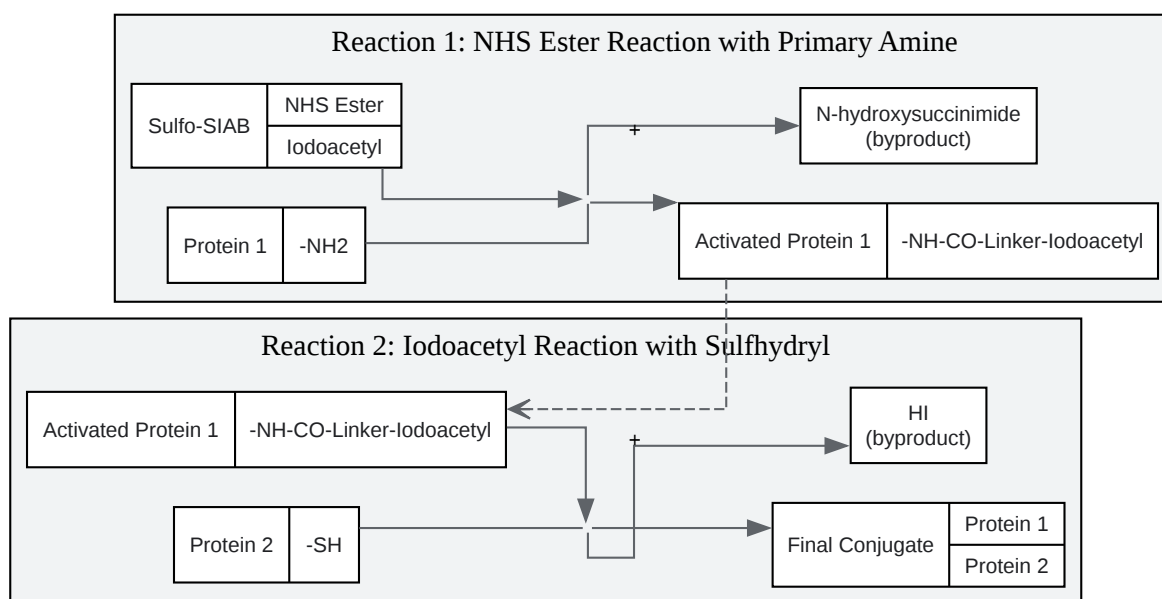 Reaction 1: NHS Ester Reaction with Primary Amine
Sulfo-SIAB
NHS Ester
Iodoacetyl
+
N-hydroxysuccinimide
(byproduct)
Protein 1
-NH2
Activated Protein 1
-NH-CO-Linker-Iodoacetyl
Reaction 2: Iodoacetyl Reaction with Sulfhydryl
Activated Protein 1
-NH-CO-Linker-Iodoacetyl
+
HI
(byproduct)
Protein 2
-SH
Final Conjugate
Protein 1
Protein 2